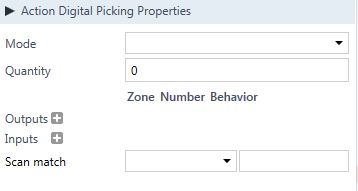 Action Digital Picking Properties
Mode
Quantity 0
Zone Number Behavior
Outputs
Inputs
Scan match